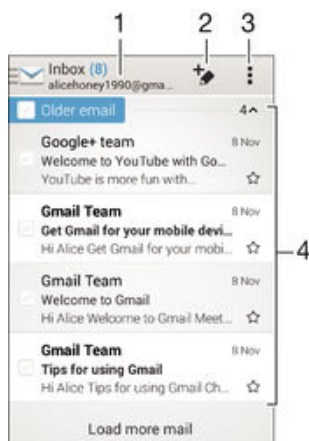 1 2 3
Inbox (8)
alicehoney1990@gma...
Older email 4
Google+ team 8 Nov
Welcome to YouTube with Go...
YouTube is more fun with...
Gmail Team 8 Nov
Get Gmail for your mobile devi...
Hi Alice Get Gmail for your mobi...
4
Gmail Team 8 Nov
Welcome to Gmail
Hi Alice Welcome to Gmail Meet...
Gmail Team 8 Nov
Tips for using Gmail
Hi Alice Tips for using Gmail Ch...
Load more mail